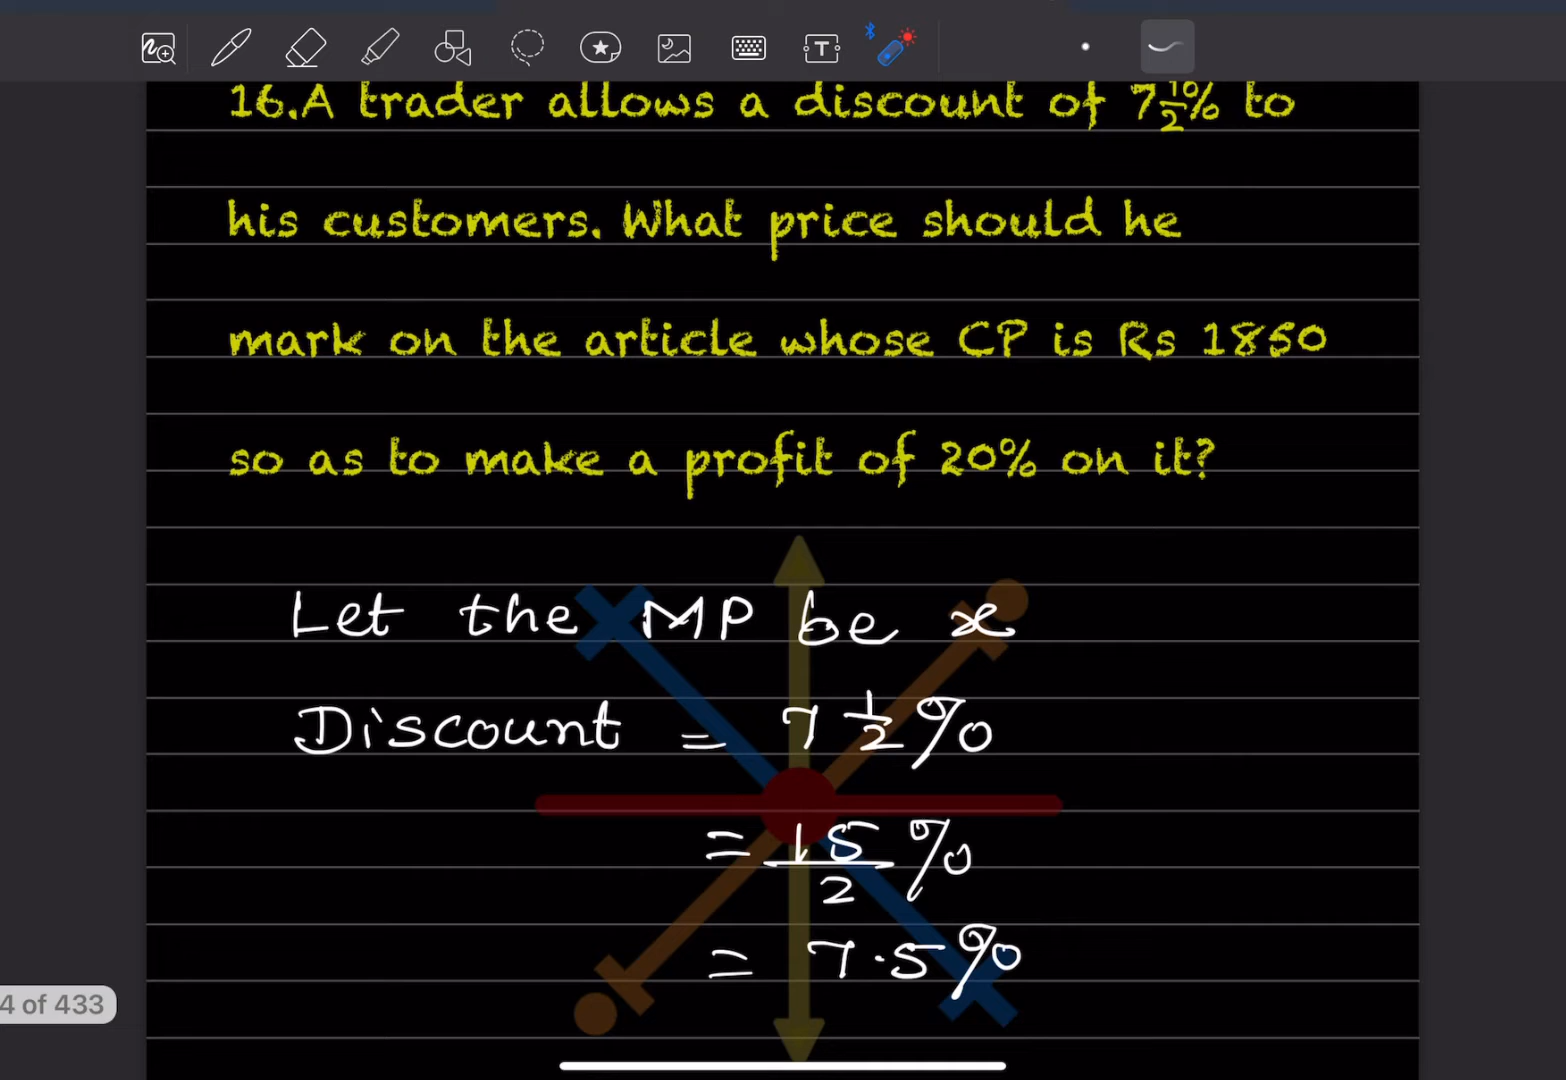 16.A trader allows a discount of 7½% to
his customers. What price should he
mark on the article whose CP is Rs 1850
so as to make a profit of 20% on it?
Let the MP be x
Discount = 7 ½ %
= 15/2 %
= 7.5%
4 of 433